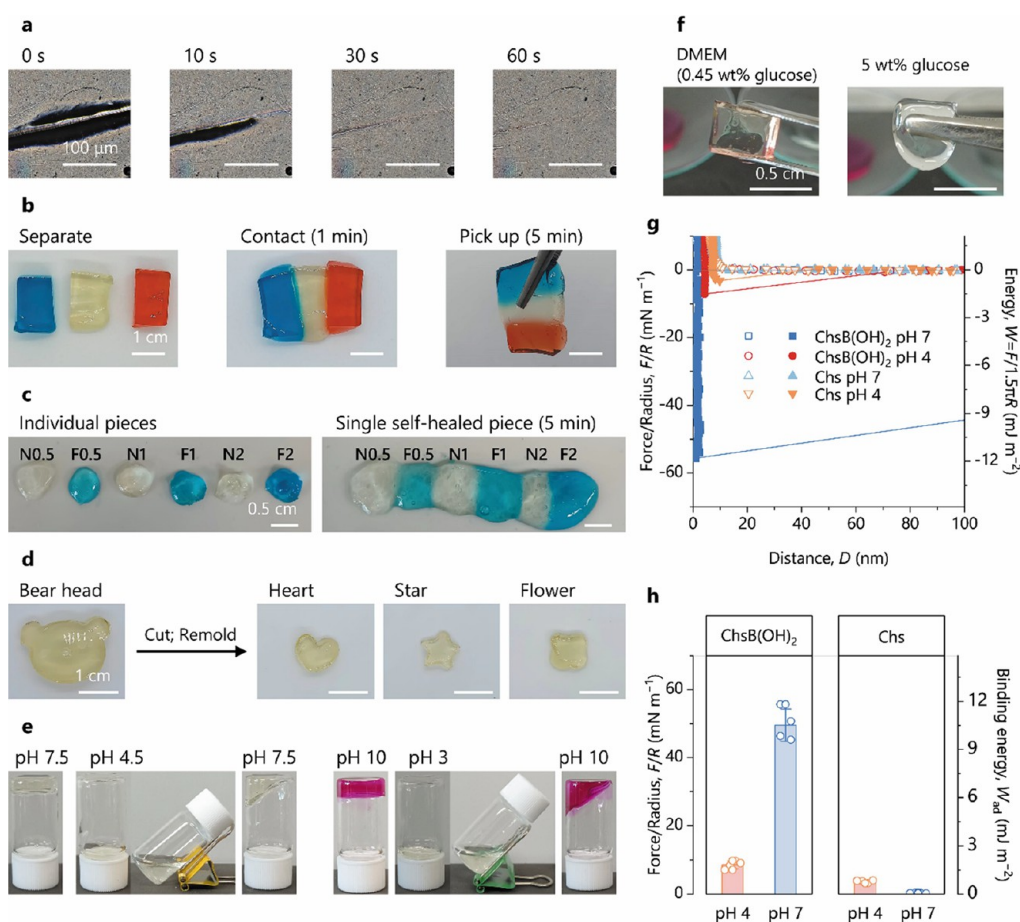 a
0 s 10 s 30 s 60 s
100 μm
b
Separate Contact (1 min) Pick up (5 min)
1 cm
c
Individual pieces Single self-healed piece (5 min)
N0.5 F0.5 N1 F1 N2 F2 N0.5 F0.5 N1 F1 N2 F2
0.5 cm
d
Bear head Heart Star Flower
Cut; Remold
1 cm
e
pH 7.5 pH 4.5 pH 7.5 pH 10 pH 3 pH 10
f
DMEM
(0.45 wt% glucose) 5 wt% glucose
0.5 cm
g
Force/Radius, F/R (mN m⁻¹)
0
-20
-40
-60
ChsB(OH)₂ pH 7
ChsB(OH)₂ pH 4
Chs pH 7
Chs pH 4
0
-3
-6
-9
-12
Energy, W=F/1.5πR (mJ m⁻²)
0 20 40 60 80 100
Distance, D (nm)
h
ChsB(OH)₂ Chs
Force/Radius, F/R (mN m⁻¹)
60
40
20
0
12
9
6
3
0
Binding energy, Wad (mJ m⁻²)
pH 4 pH 7 pH 4 pH 7